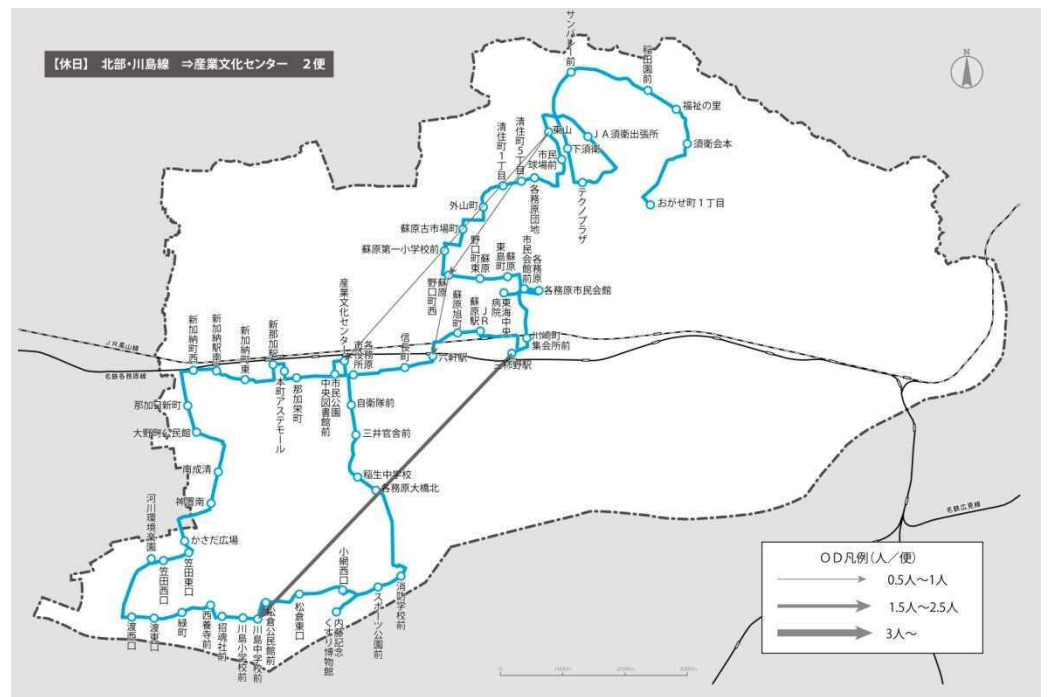 【休日】 北部・川島線 ⇒産業文化センター 2便
N
サンバレー前
稲田園前
福祉の里
須衛会本
おがせ町1丁目
東山
JA須衛出張所
下須衛
市民球場前
テクノプラザ
各務原団地
清住町5丁目
清住町1丁目
外山町
蘇原古市場町
蘇原第一小学校前
蘇原野口町西
蘇原野口町東
蘇原東島町
各務原市民会館前
各務原市民会館
東海中央病院
川崎町集会所前
三柿野駅
JR蘇原駅
蘇原旭町
六軒駅
信長町
各務原市役所
産業文化センター
市民公園
中央図書館前
那加栄町
本町アステモール
新那加駅
新加納町東
新加納駅南
新加納町西
JR高山線
名鉄各務原線
那加日新町
大野町公民館
南成清
神置南
かさだ広場
笠田東口
笠田西口
河川環境楽園
渡西口
渡東口
緑町
西養寺前
招魂社前
川島小学校前
川島中学校前
松倉公民館前
松倉東口
小網西口
内藤記念くすり博物館
スポーツ公園前
消防学校前
各務原大橋北
稲生中学校
三井官舎前
自衛隊前
名鉄広見線
OD凡例(人/便)
0.5人〜1人
1.5人〜2.5人
3人〜
0
1000m
2000m
3000m